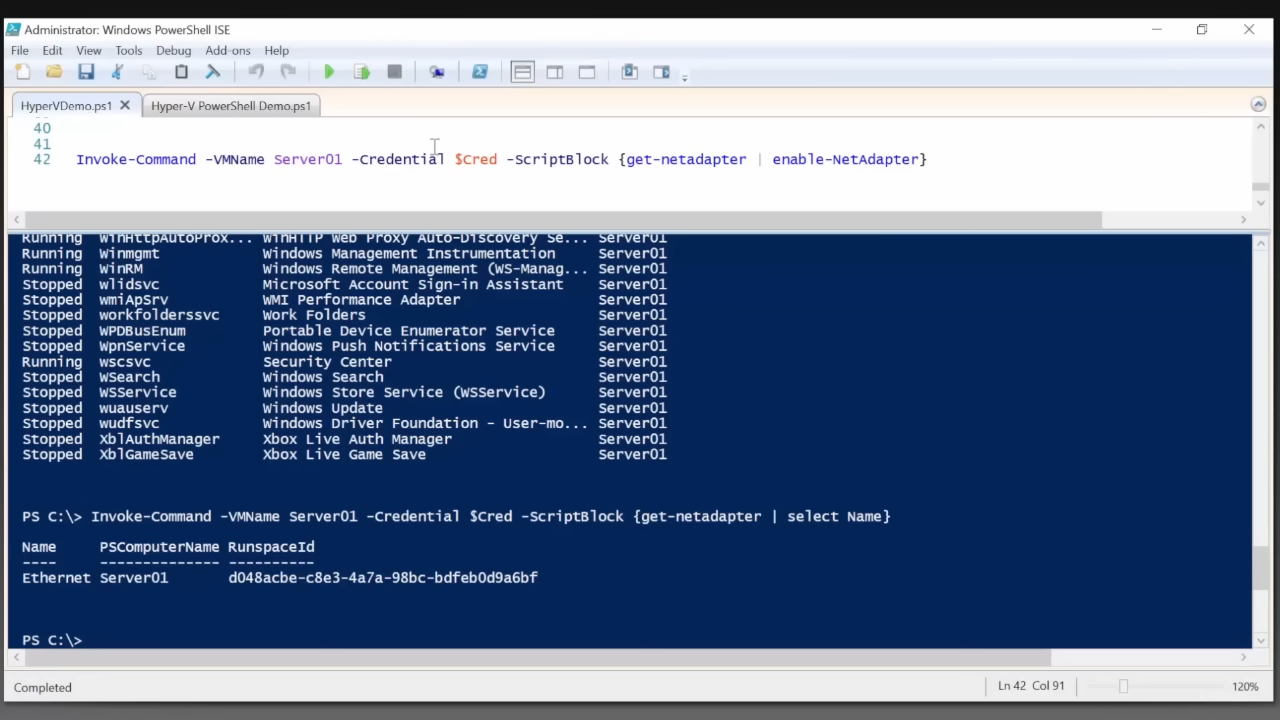 Administrator: Windows PowerShell ISE
File Edit View Tools Debug Add-ons Help
HyperVDemo.ps1 Hyper-V PowerShell Demo.ps1
40
41
42 Invoke-Command -VMName Server01 -Credential $Cred -ScriptBlock {get-netadapter | enable-NetAdapter}
Running WinHttpAutoProx... WinHTTP Web Proxy Auto-Discovery Se... Server01
Running Winmgmt Windows Management Instrumentation Server01
Running WinRM Windows Remote Management (WS-Manag... Server01
Stopped wlidsvc Microsoft Account Sign-in Assistant Server01
Stopped wmiApSrv WMI Performance Adapter Server01
Stopped workfolderssvc Work Folders Server01
Stopped WPDBusEnum Portable Device Enumerator Service Server01
Stopped WpnService Windows Push Notifications Service Server01
Running wscsvc Security Center Server01
Stopped WSearch Windows Search Server01
Stopped WSService Windows Store Service (WSService) Server01
Stopped wuauserv Windows Update Server01
Stopped wudfsvc Windows Driver Foundation - User-mo... Server01
Stopped XblAuthManager Xbox Live Auth Manager Server01
Stopped XblGameSave Xbox Live Game Save Server01
PS C:\> Invoke-Command -VMName Server01 -Credential $Cred -ScriptBlock {get-netadapter | select Name}
Name PSComputerName RunspaceId
---- -------------- ----------
Ethernet Server01 d048acbe-c8e3-4a7a-98bc-bdfeb0d9a6bf
PS C:\>
Completed Ln 42 Col 91 120%